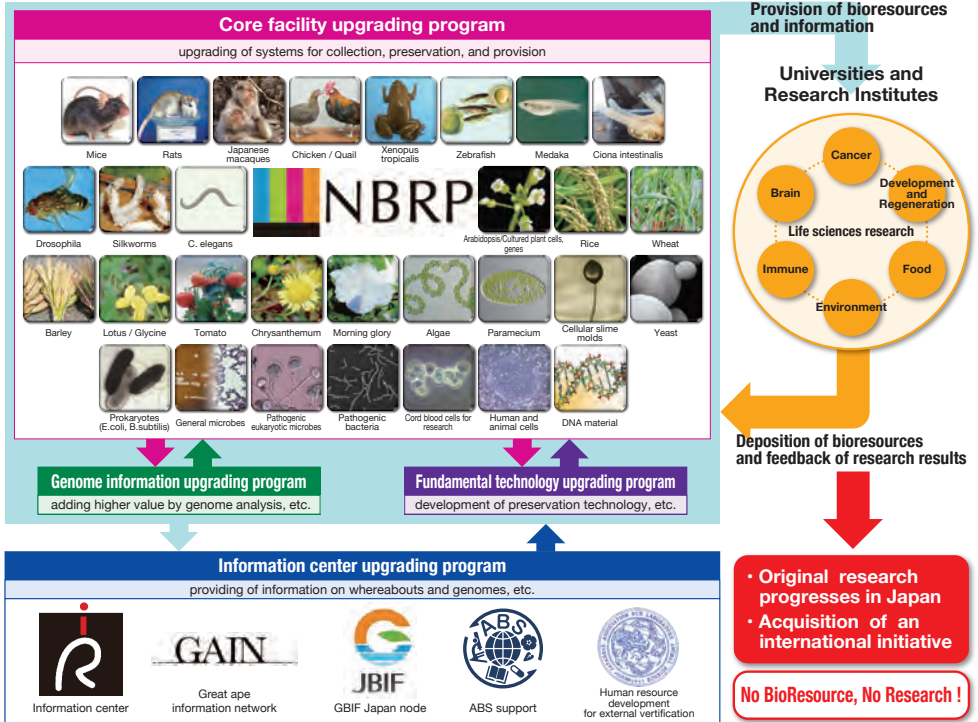 Core facility upgrading program
upgrading of systems for collection, preservation, and provision
Mice
Rats
Japanese
macaques
Chicken / Quail
Xenopus
tropicalis
Zebrafish
Medaka
Ciona intestinalis
Drosophila
Silkworms
C. elegans
NBRP
Arabidopsis/Cultured plant cells,
genes
Rice
Wheat
Barley
Lotus / Glycine
Tomato
Chrysanthemum
Morning glory
Algae
Paramecium
Cellular slime
molds
Yeast
Prokaryotes
(E.coli, B.subtilis)
General microbes
Pathogenic
eukaryotic microbes
Pathogenic
bacteria
Cord blood cells for
research
Human and
animal cells
DNA material
Genome information upgrading program
adding higher value by genome analysis, etc.
Fundamental technology upgrading program
development of preservation technology, etc.
Information center upgrading program
providing of information on whereabouts and genomes, etc.
Information center
GAIN
Great ape
information network
JBIF
GBIF Japan node
ABS
ABS support
Human resource
development
for external vertification
Provision of bioresources
and information
Universities and
Research Institutes
Cancer
Brain
Development
and
Regeneration
Life sciences research
Immune
Food
Environment
Deposition of bioresources
and feedback of research results
・Original research
progresses in Japan
・Acquisition of an
international initiative
No BioResource, No Research !